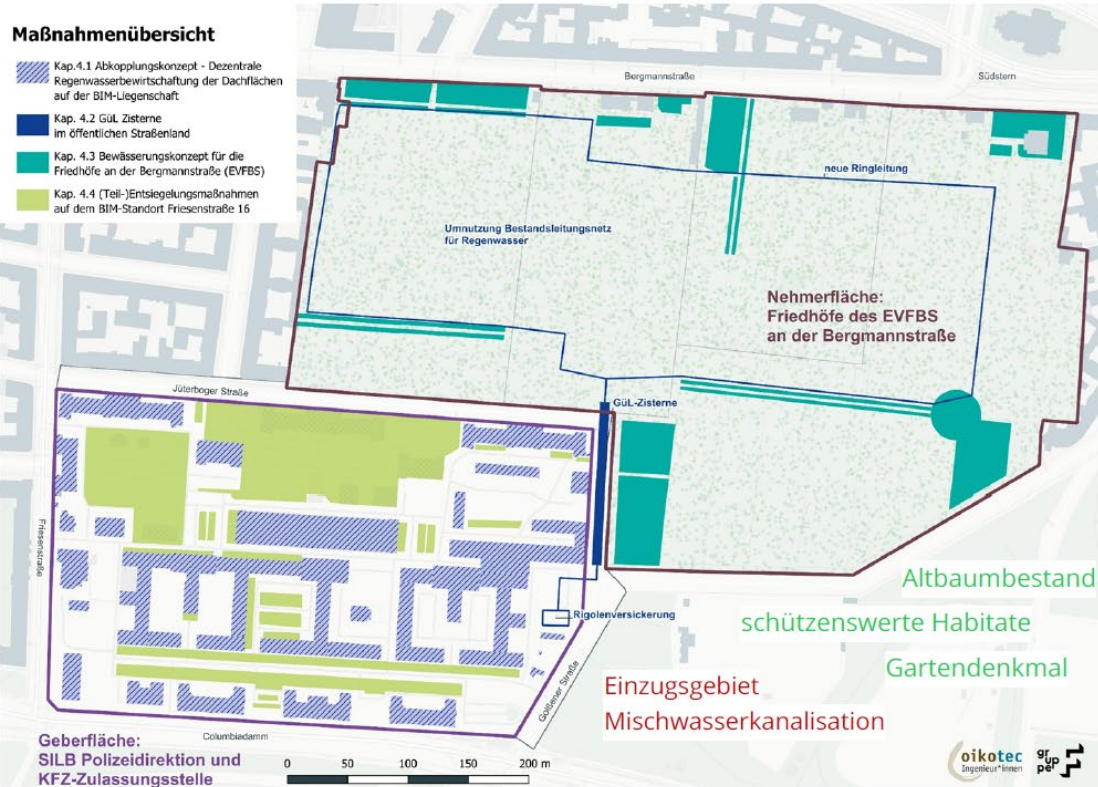 Maßnahmenübersicht
Kap.4.1 Abkopplungskonzept - Dezentrale
Regenwasserbewirtschaftung der Dachflächen
auf der BIM-Liegenschaft
Kap. 4.2 GüL Zisterne
im öffentlichen Straßenland
Kap. 4.3 Bewässerungskonzept für die
Friedhöfe an der Bergmannstraße (EVFBS)
Kap. 4.4 (Teil-)Entsiegelungsmaßnahmen
auf dem BIM-Standort Friesenstraße 16
Bergmannstraße
Südstern
neue Ringleitung
Umnutzung Bestandsleitungsnetz
für Regenwasser
Nehmerfläche:
Friedhöfe des EVFBS
an der Bergmannstraße
Jüterboger Straße
GüL-Zisterne
Friesenstraße
Rigolenversickerung
Golßener Straße
Columbiadamm
Altbaumbestand
schützenswerte Habitate
Gartendenkmal
Einzugsgebiet
Mischwasserkanalisation
Geberfläche:
SILB Polizeidirektion und
KFZ-Zulassungsstelle
0 50 100 150 200 m
oikotec
Ingenieur*innen
gr
up
pe
F